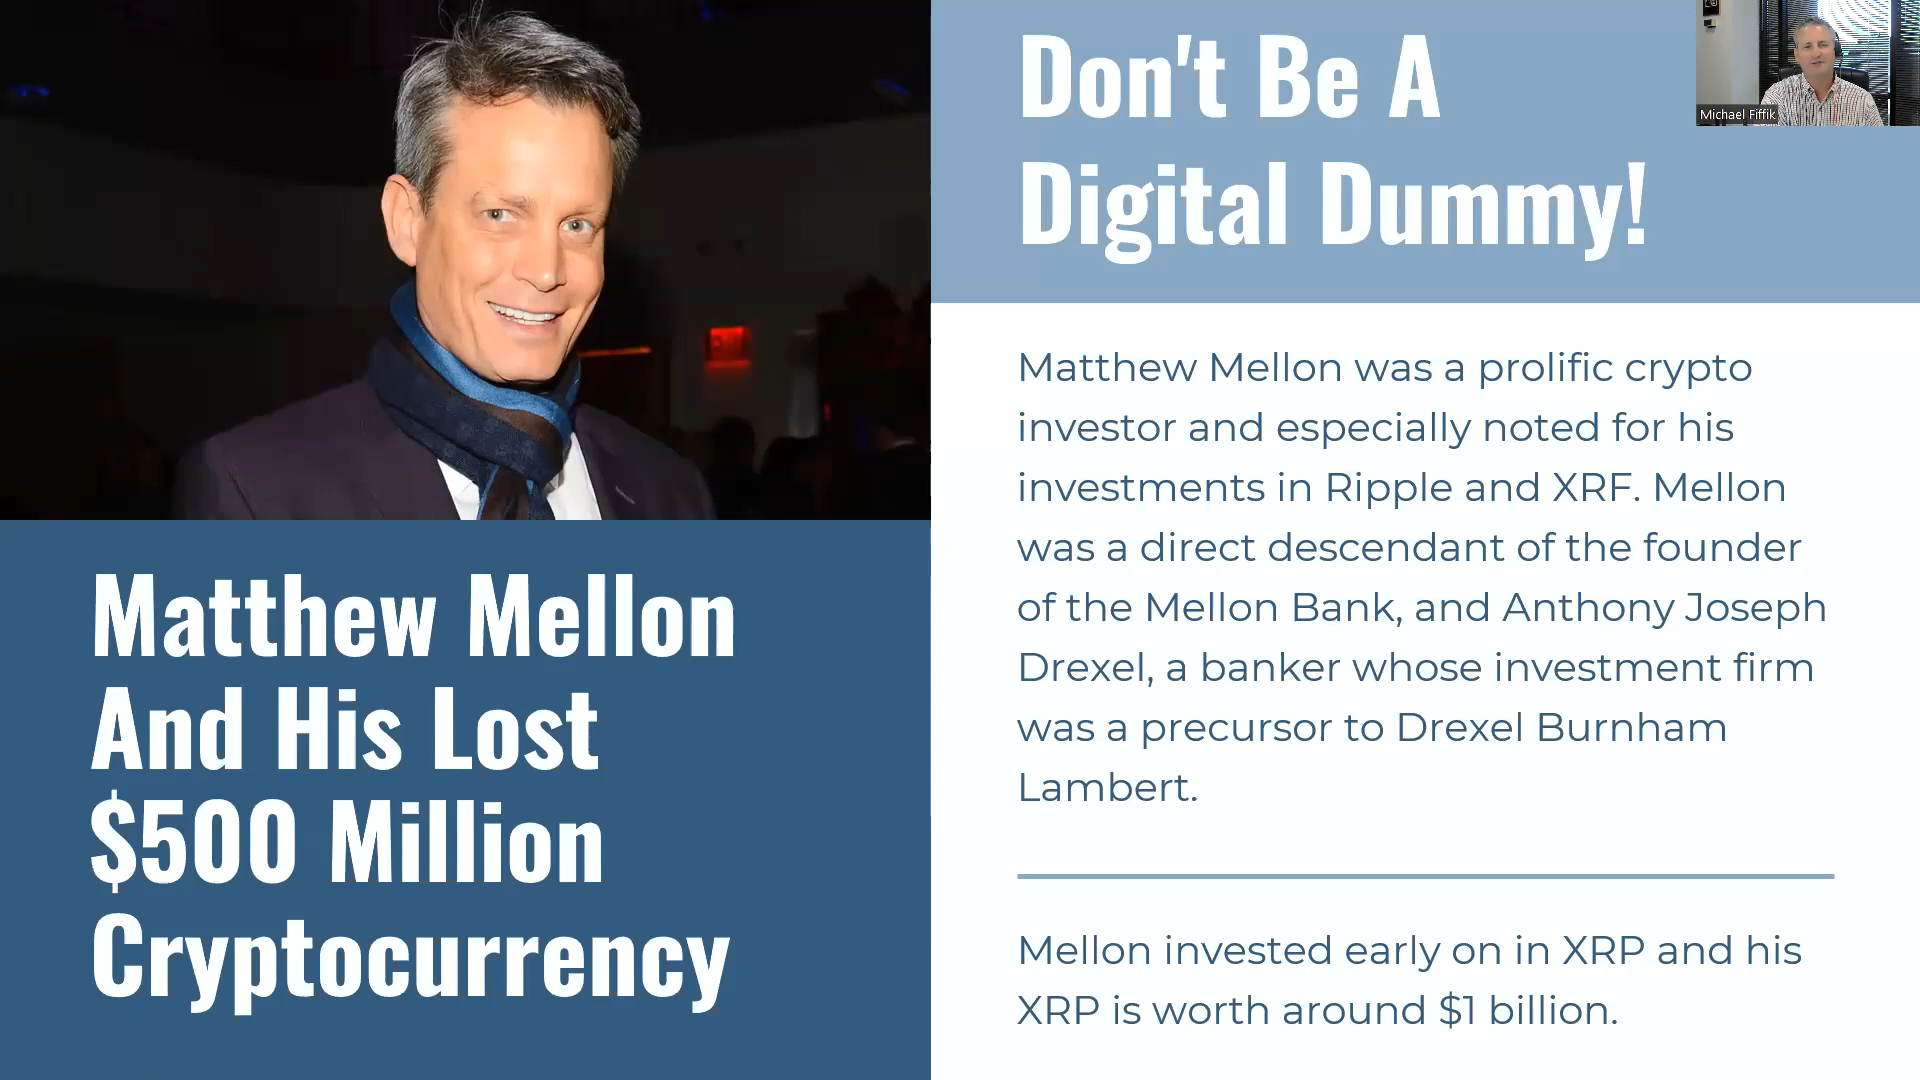 Don't Be A
Digital Dummy!
Michael Fiffik
Matthew Mellon
And His Lost
$500 Million
Cryptocurrency
Matthew Mellon was a prolific crypto
investor and especially noted for his
investments in Ripple and XRF. Mellon
was a direct descendant of the founder
of the Mellon Bank, and Anthony Joseph
Drexel, a banker whose investment firm
was a precursor to Drexel Burnham
Lambert.
Mellon invested early on in XRP and his
XRP is worth around $1 billion.